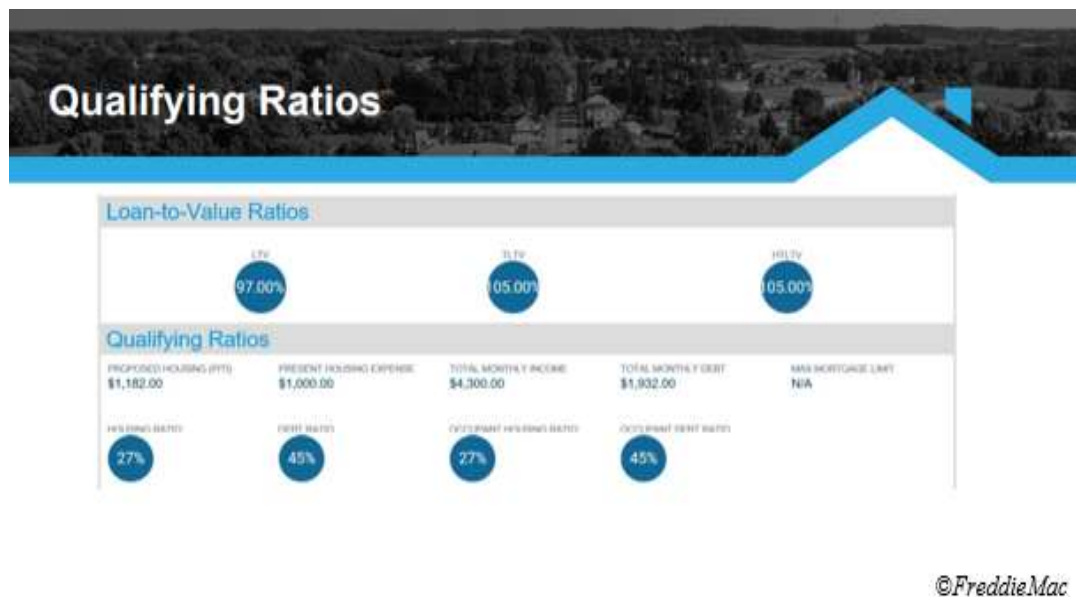 Qualifying Ratios
Loan-to-Value Ratios
LTV TLTV HTLTV
97.00% 105.00% 105.00%
Qualifying Ratios
PROPOSED HOUSING (PITI) PRESENT HOUSING EXPENSE TOTAL MONTHLY INCOME TOTAL MONTHLY DEBT MAX MORTGAGE LIMIT
$1,182.00 $1,000.00 $4,300.00 $1,932.00 N/A
HOUSING RATIO DEBT RATIO OCCUPANT HOUSING RATIO OCCUPANT DEBT RATIO
27% 45% 27% 45%
©FreddieMac